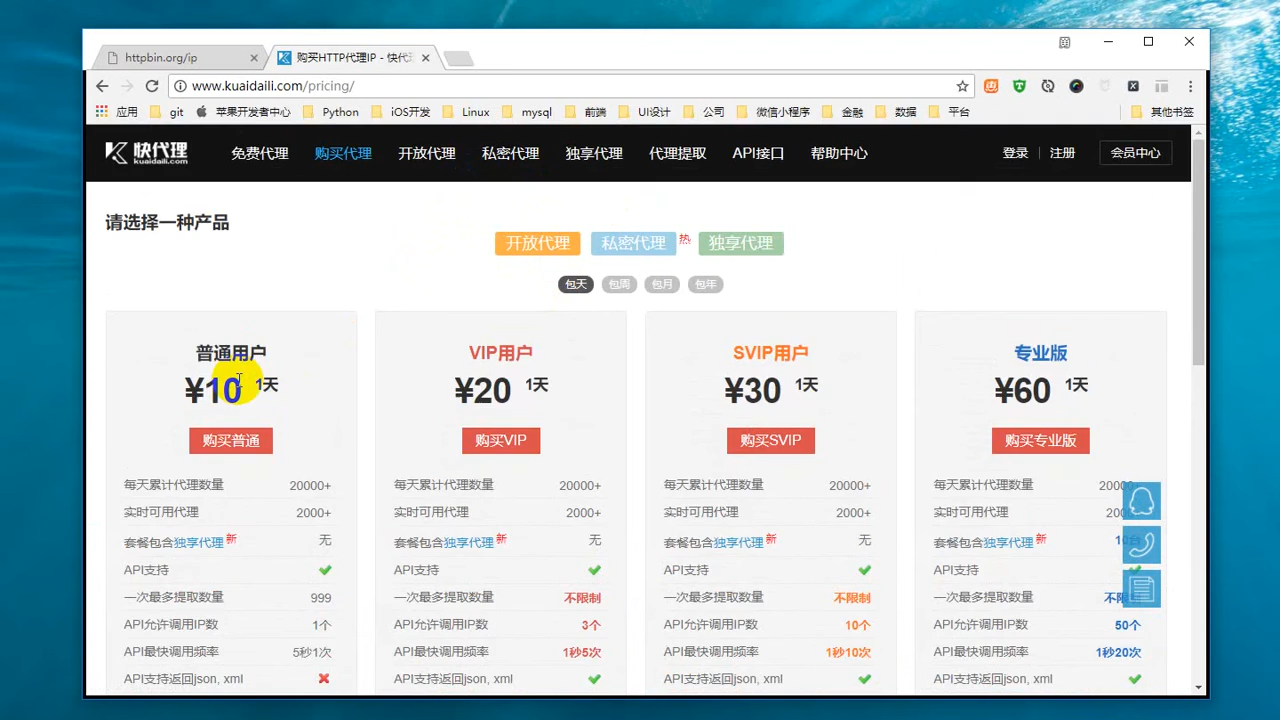 httpbin.org/ip
购买HTTP代理IP - 快代理
www.kuaidaili.com/pricing/
应用 git 苹果开发者中心 Python iOS开发 Linux mysql 前端 UI设计 公司 微信小程序 金融 数据 平台 其他书签
快代理 kuaidaili.com 免费代理 购买代理 开放代理 私密代理 独享代理 代理提取 API接口 帮助中心 登录 注册 会员中心
请选择一种产品
开放代理 私密代理 热 独享代理
包天 包周 包月 包年
普通用户 VIP用户 SVIP用户 专业版
¥10 1天 ¥20 1天 ¥30 1天 ¥60 1天
购买普通 购买VIP 购买SVIP 购买专业版
每天累计代理数量 20000+ 每天累计代理数量 20000+ 每天累计代理数量 20000+ 每天累计代理数量
实时可用代理 2000+ 实时可用代理 2000+ 实时可用代理 2000+ 实时可用代理
套餐包含独享代理新 无 套餐包含独享代理新 无 套餐包含独享代理新 无 套餐包含独享代理新
API支持 API支持 API支持 API支持
一次最多提取数量 999 一次最多提取数量 不限制 一次最多提取数量 不限制 一次最多提取数量
API允许调用IP数 1个 API允许调用IP数 3个 API允许调用IP数 10个 API允许调用IP数 50个
API最快调用频率 5秒1次 API最快调用频率 1秒5次 API最快调用频率 1秒10次 API最快调用频率 1秒20次
API支持返回json, xml API支持返回json, xml API支持返回json, xml API支持返回json, xml